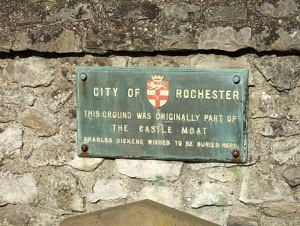 CITY OF ROCHESTER
THIS GROUND WAS ORIGINALLY PART OF
THE CASTLE MOAT
CHARLES DICKENS WISHED TO BE BURIED HERE